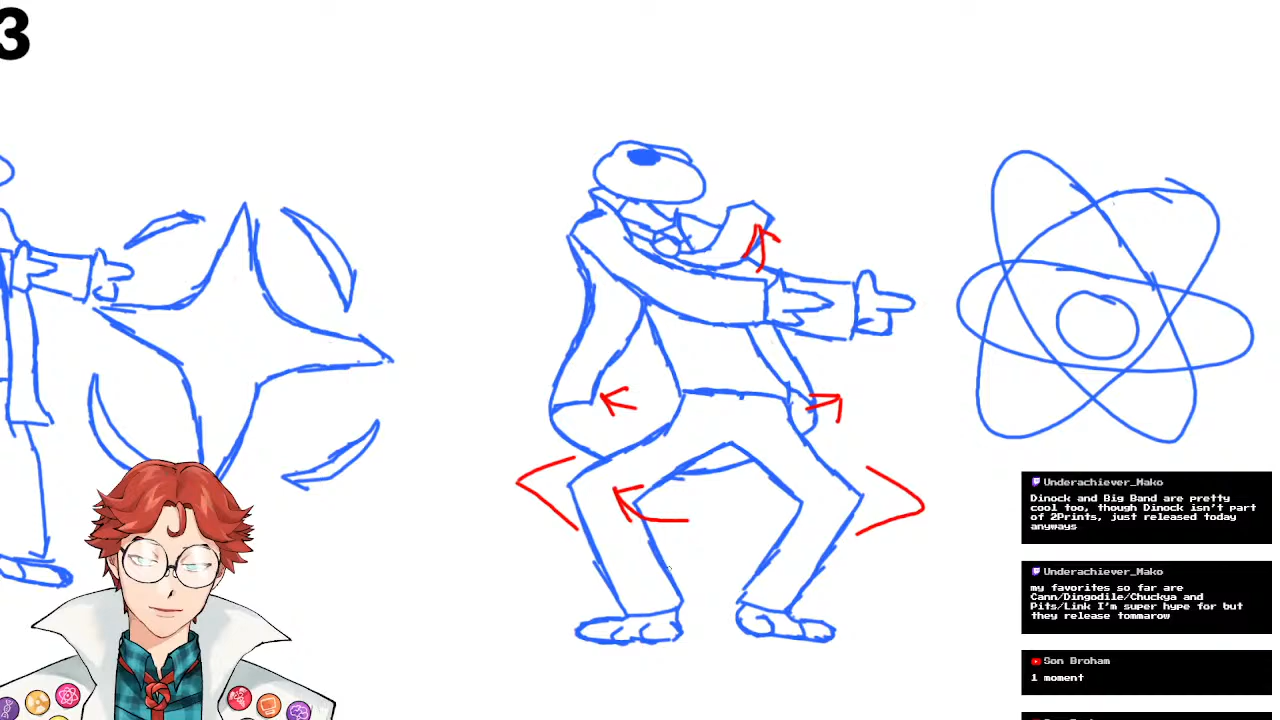 3
Underachiever_Mako
Dinock and Big Band are pretty
cool too, though Dinock isn't part
of 2Prints, just released today
anyways
Underachiever_Mako
my favorites so far are
Cann/Dingodile/Chuckya and
Pits/Link I'm super hype for but
they release tommarow
Son Broham
1 moment